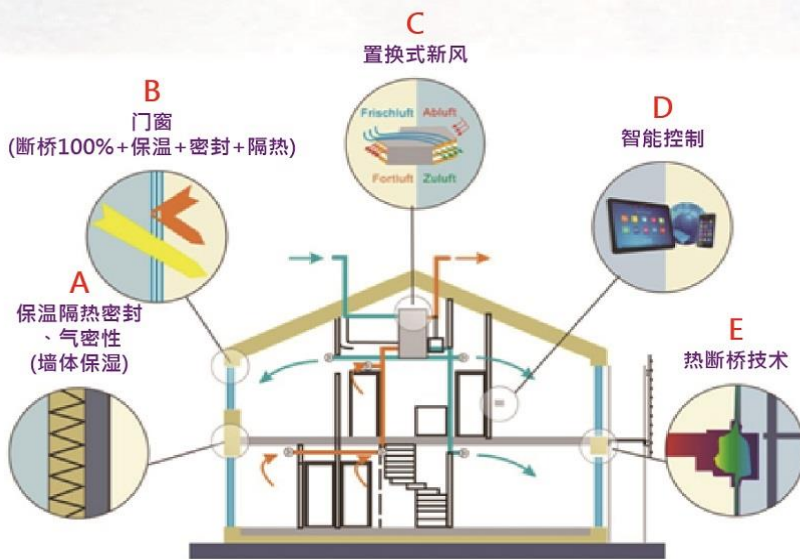 C
置换式新风
Frischluft Abluft
Fortluft Zuluft
B
门窗
(断桥100%+保温+密封+隔热)
D
智能控制
A
保温隔热密封
、气密性
(墙体保湿)
E
热断桥技术